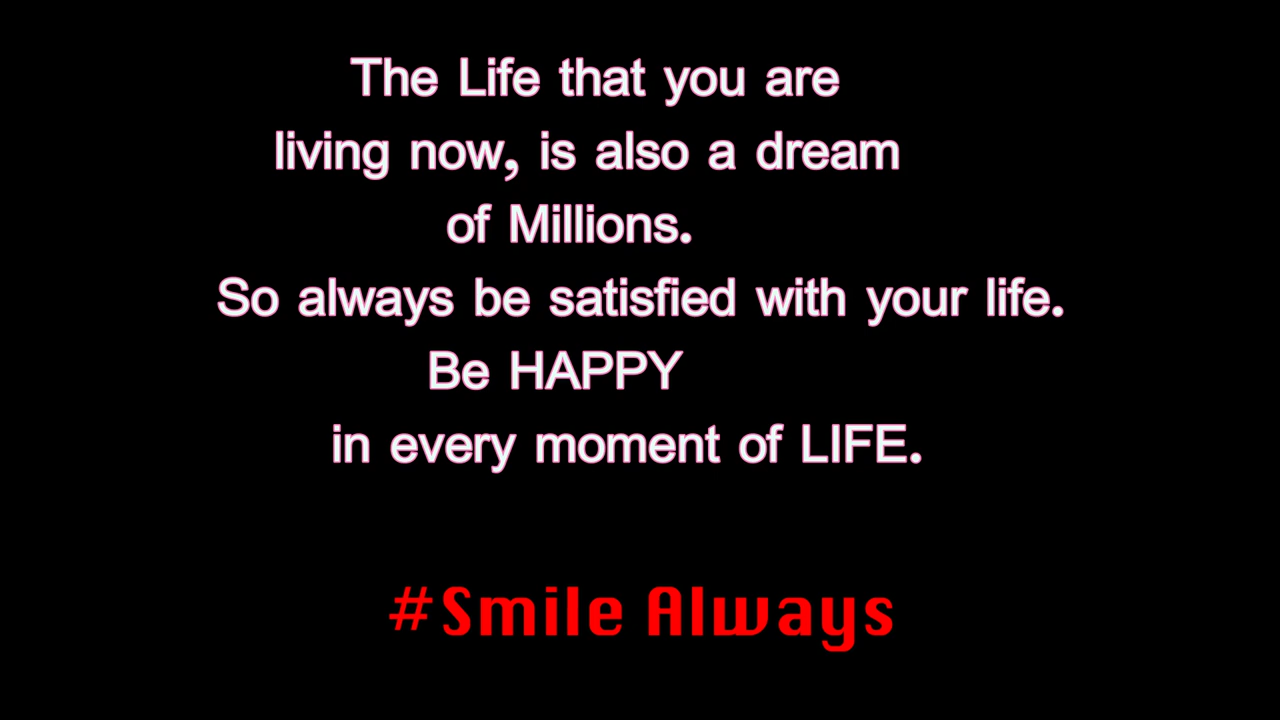 The Life that you are
living now, is also a dream
of Millions.
So always be satisfied with your life.
Be HAPPY
in every moment of LIFE.
#Smile Always